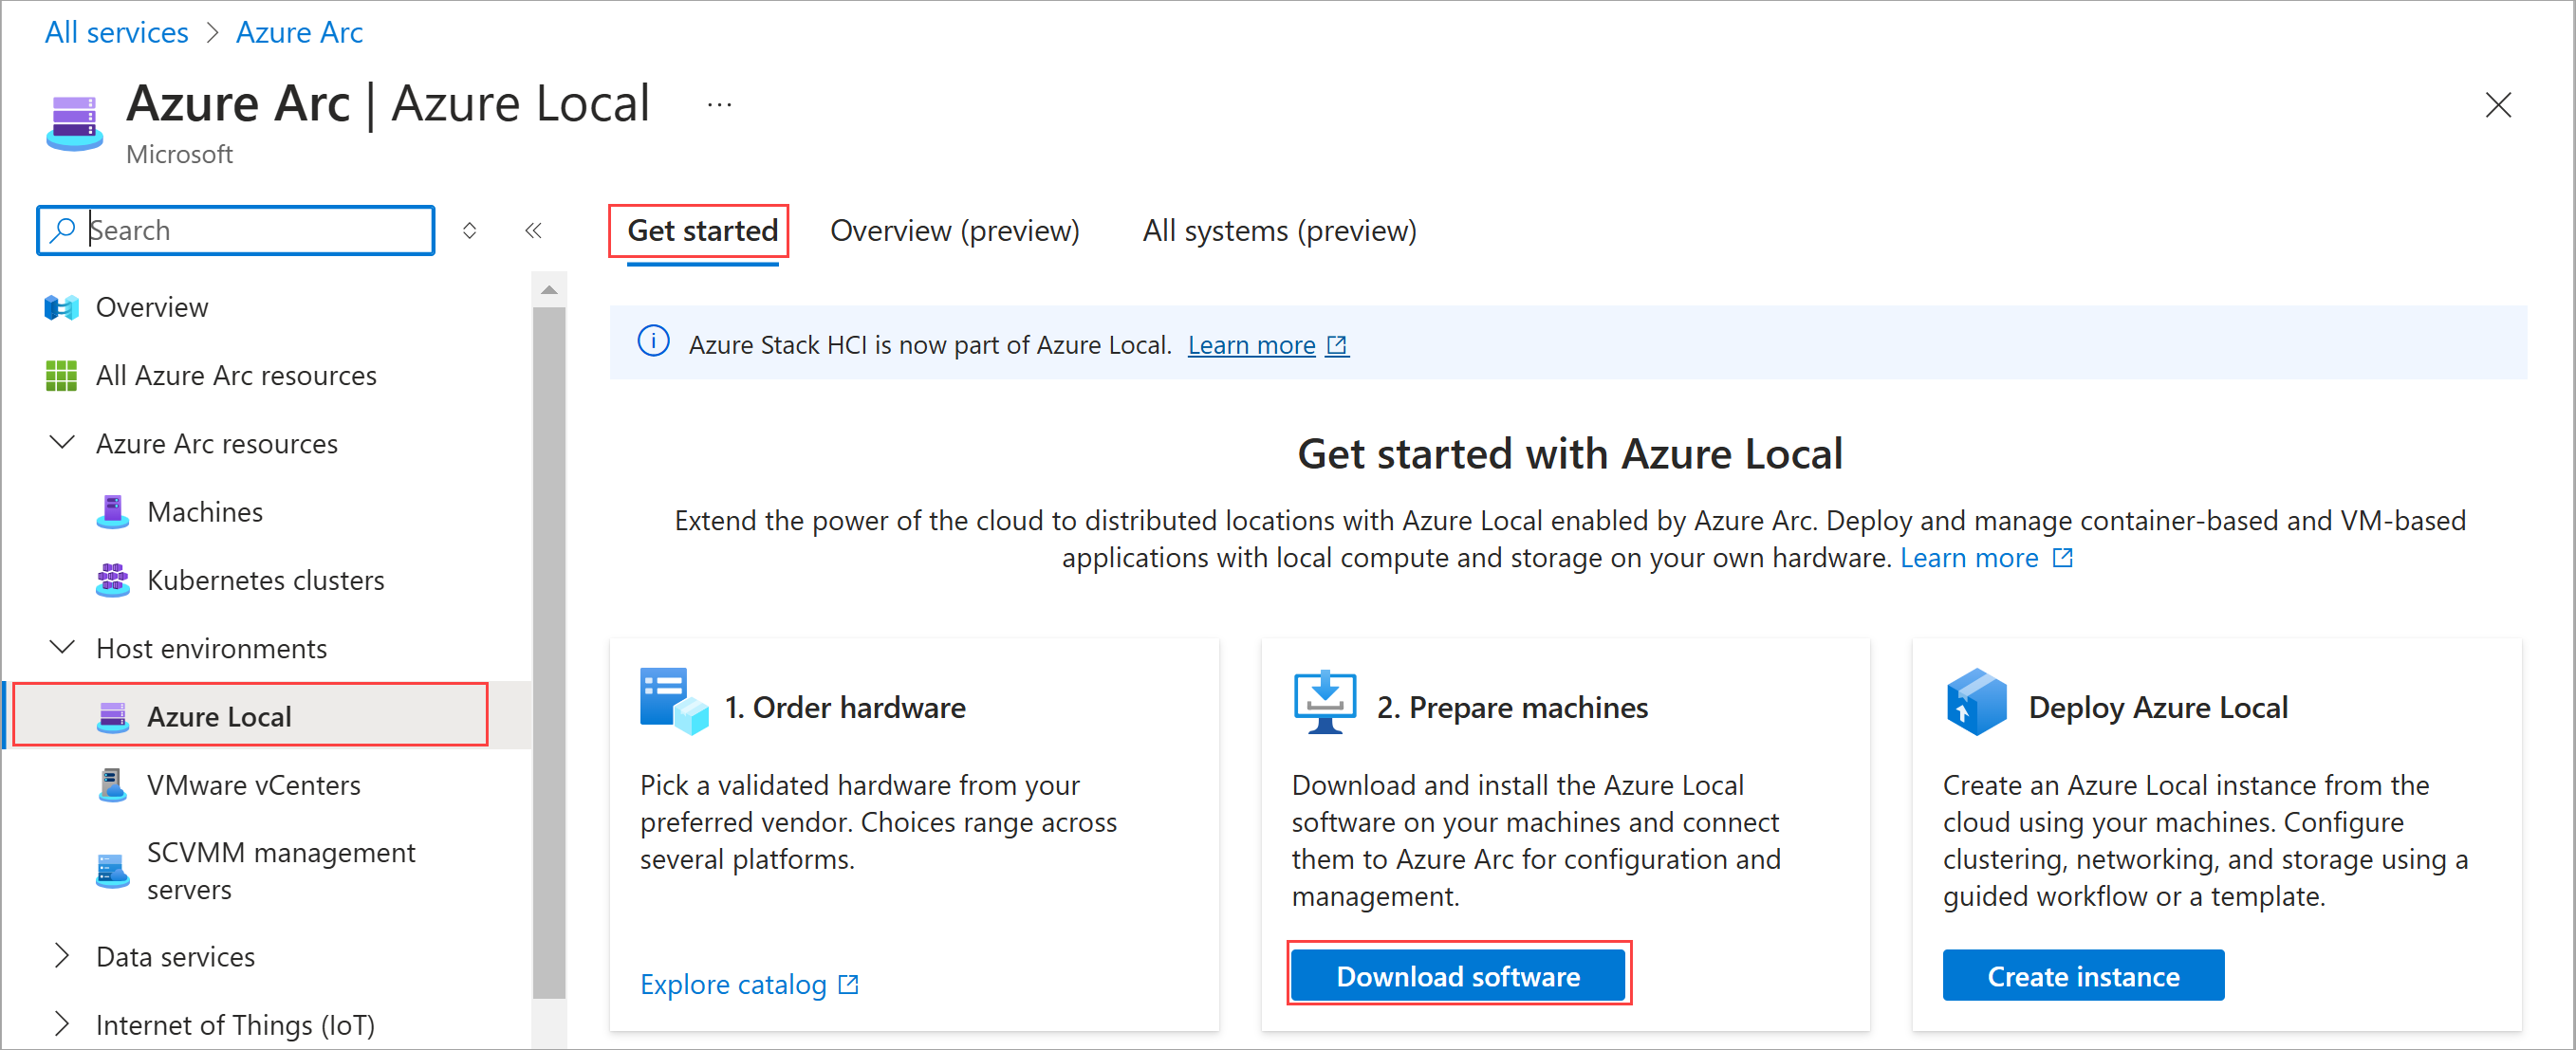 All services > Azure Arc
Azure Arc | Azure Local ...
Microsoft
Search
Overview
All Azure Arc resources
Azure Arc resources
Machines
Kubernetes clusters
Host environments
Azure Local
VMware vCenters
SCVMM management
servers
Data services
Internet of Things (IoT)
Get started
Overview (preview)
All systems (preview)
Azure Stack HCI is now part of Azure Local. Learn more
Get started with Azure Local
Extend the power of the cloud to distributed locations with Azure Local enabled by Azure Arc. Deploy and manage container-based and VM-based
applications with local compute and storage on your own hardware. Learn more
1. Order hardware
Pick a validated hardware from your
preferred vendor. Choices range across
several platforms.
Explore catalog
2. Prepare machines
Download and install the Azure Local
software on your machines and connect
them to Azure Arc for configuration and
management.
Download software
Deploy Azure Local
Create an Azure Local instance from the
cloud using your machines. Configure
clustering, networking, and storage using a
guided workflow or a template.
Create instance